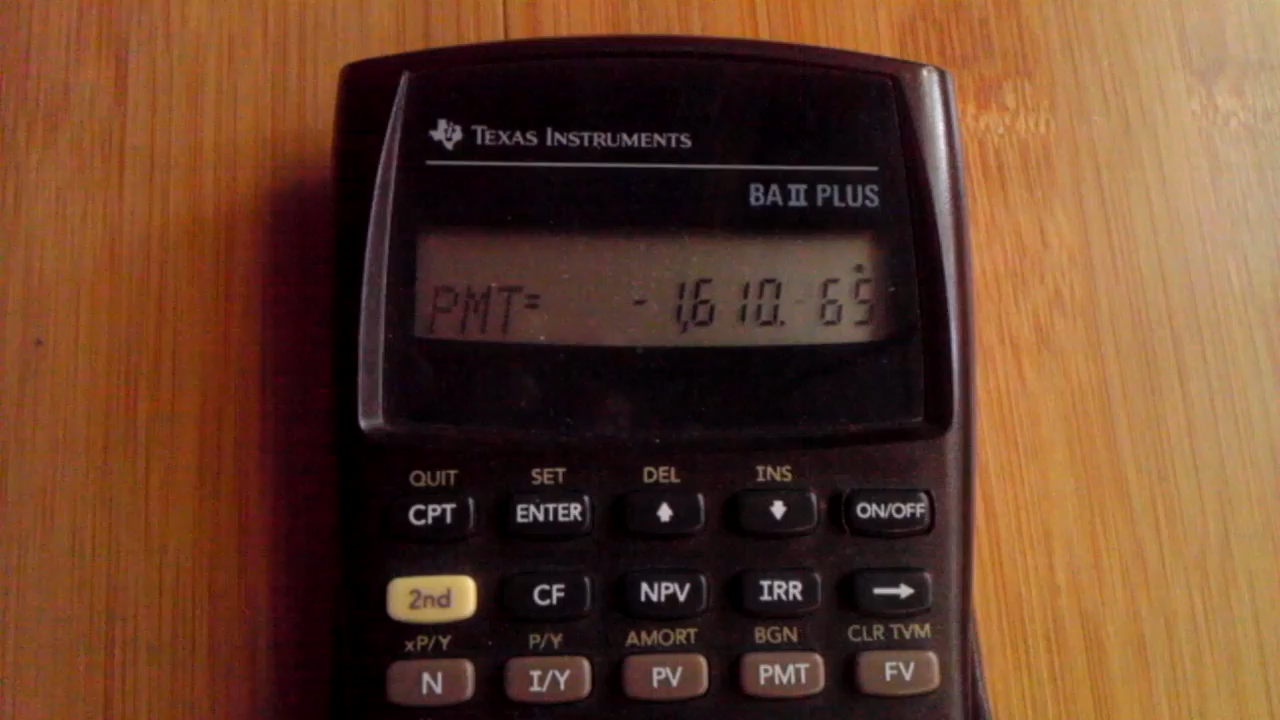 TEXAS INSTRUMENTS
BA II PLUS
PMT= -1,610.65
QUIT SET DEL INS
CPT ENTER ON/OFF
2nd CF NPV IRR
xP/Y P/Y AMORT BGN CLR TVM
N I/Y PV PMT FV